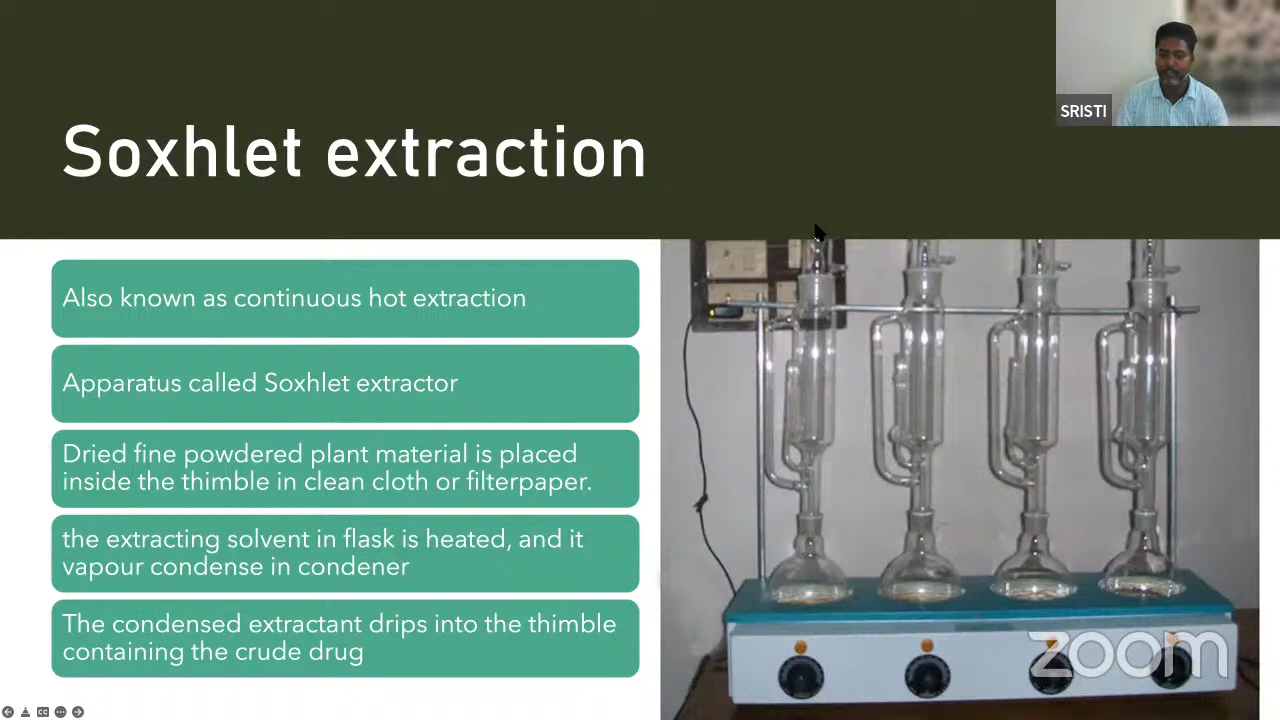 SRISTI
Soxhlet extraction
Also known as continuous hot extraction
Apparatus called Soxhlet extractor
Dried fine powdered plant material is placed
inside the thimble in clean cloth or filterpaper.
the extracting solvent in flask is heated, and it
vapour condense in condener
The condensed extractant drips into the thimble
containing the crude drug
zoom
CC